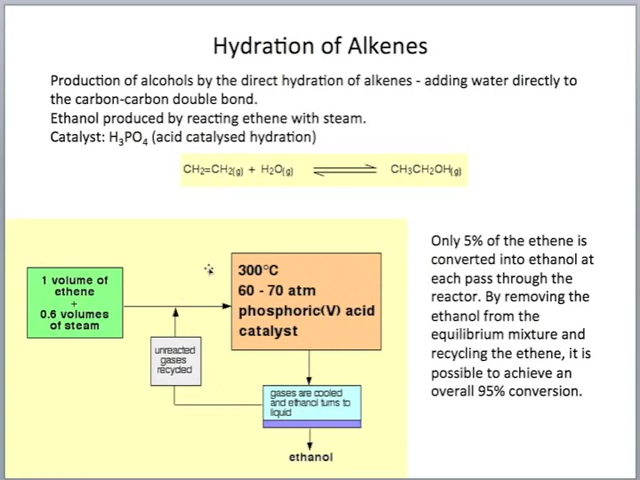 Hydration of Alkenes
Production of alcohols by the direct hydration of alkenes - adding water directly to
the carbon-carbon double bond.
Ethanol produced by reacting ethene with steam.
Catalyst: H₃PO₄ (acid catalysed hydration)
CH₂=CH₂(g) + H₂O(g) ⇌ CH₃CH₂OH(g)
1 volume of
ethene
+
0.6 volumes
of steam
300°C
60 - 70 atm
phosphoric(V) acid
catalyst
unreacted
gases
recycled
gases are cooled
and ethanol turns to
liquid
ethanol
Only 5% of the ethene is
converted into ethanol at
each pass through the
reactor. By removing the
ethanol from the
equilibrium mixture and
recycling the ethene, it is
possible to achieve an
overall 95% conversion.